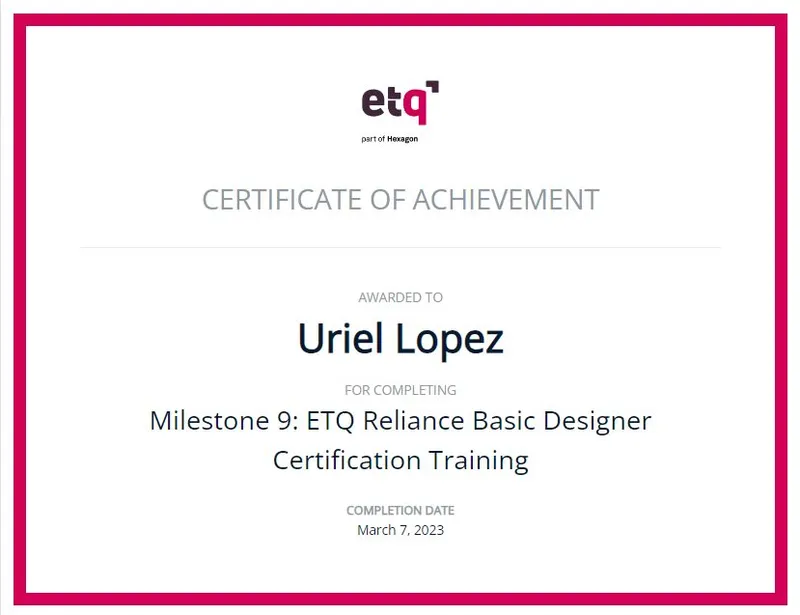 etq
part of Hexagon
CERTIFICATE OF ACHIEVEMENT
AWARDED TO
Uriel Lopez
FOR COMPLETING
Milestone 9: ETQ Reliance Basic Designer
Certification Training
COMPLETION DATE
March 7, 2023